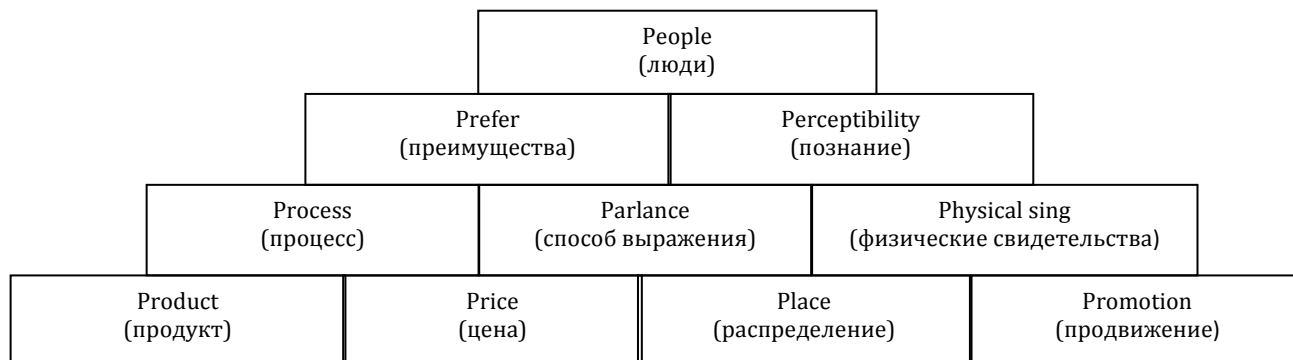 People
(люди)
Prefer
(преимущества)
Perceptibility
(познание)
Process
(процесс)
Parlance
(способ выражения)
Physical sing
(физические свидетельства)
Product
(продукт)
Price
(цена)
Place
(распределение)
Promotion
(продвижение)